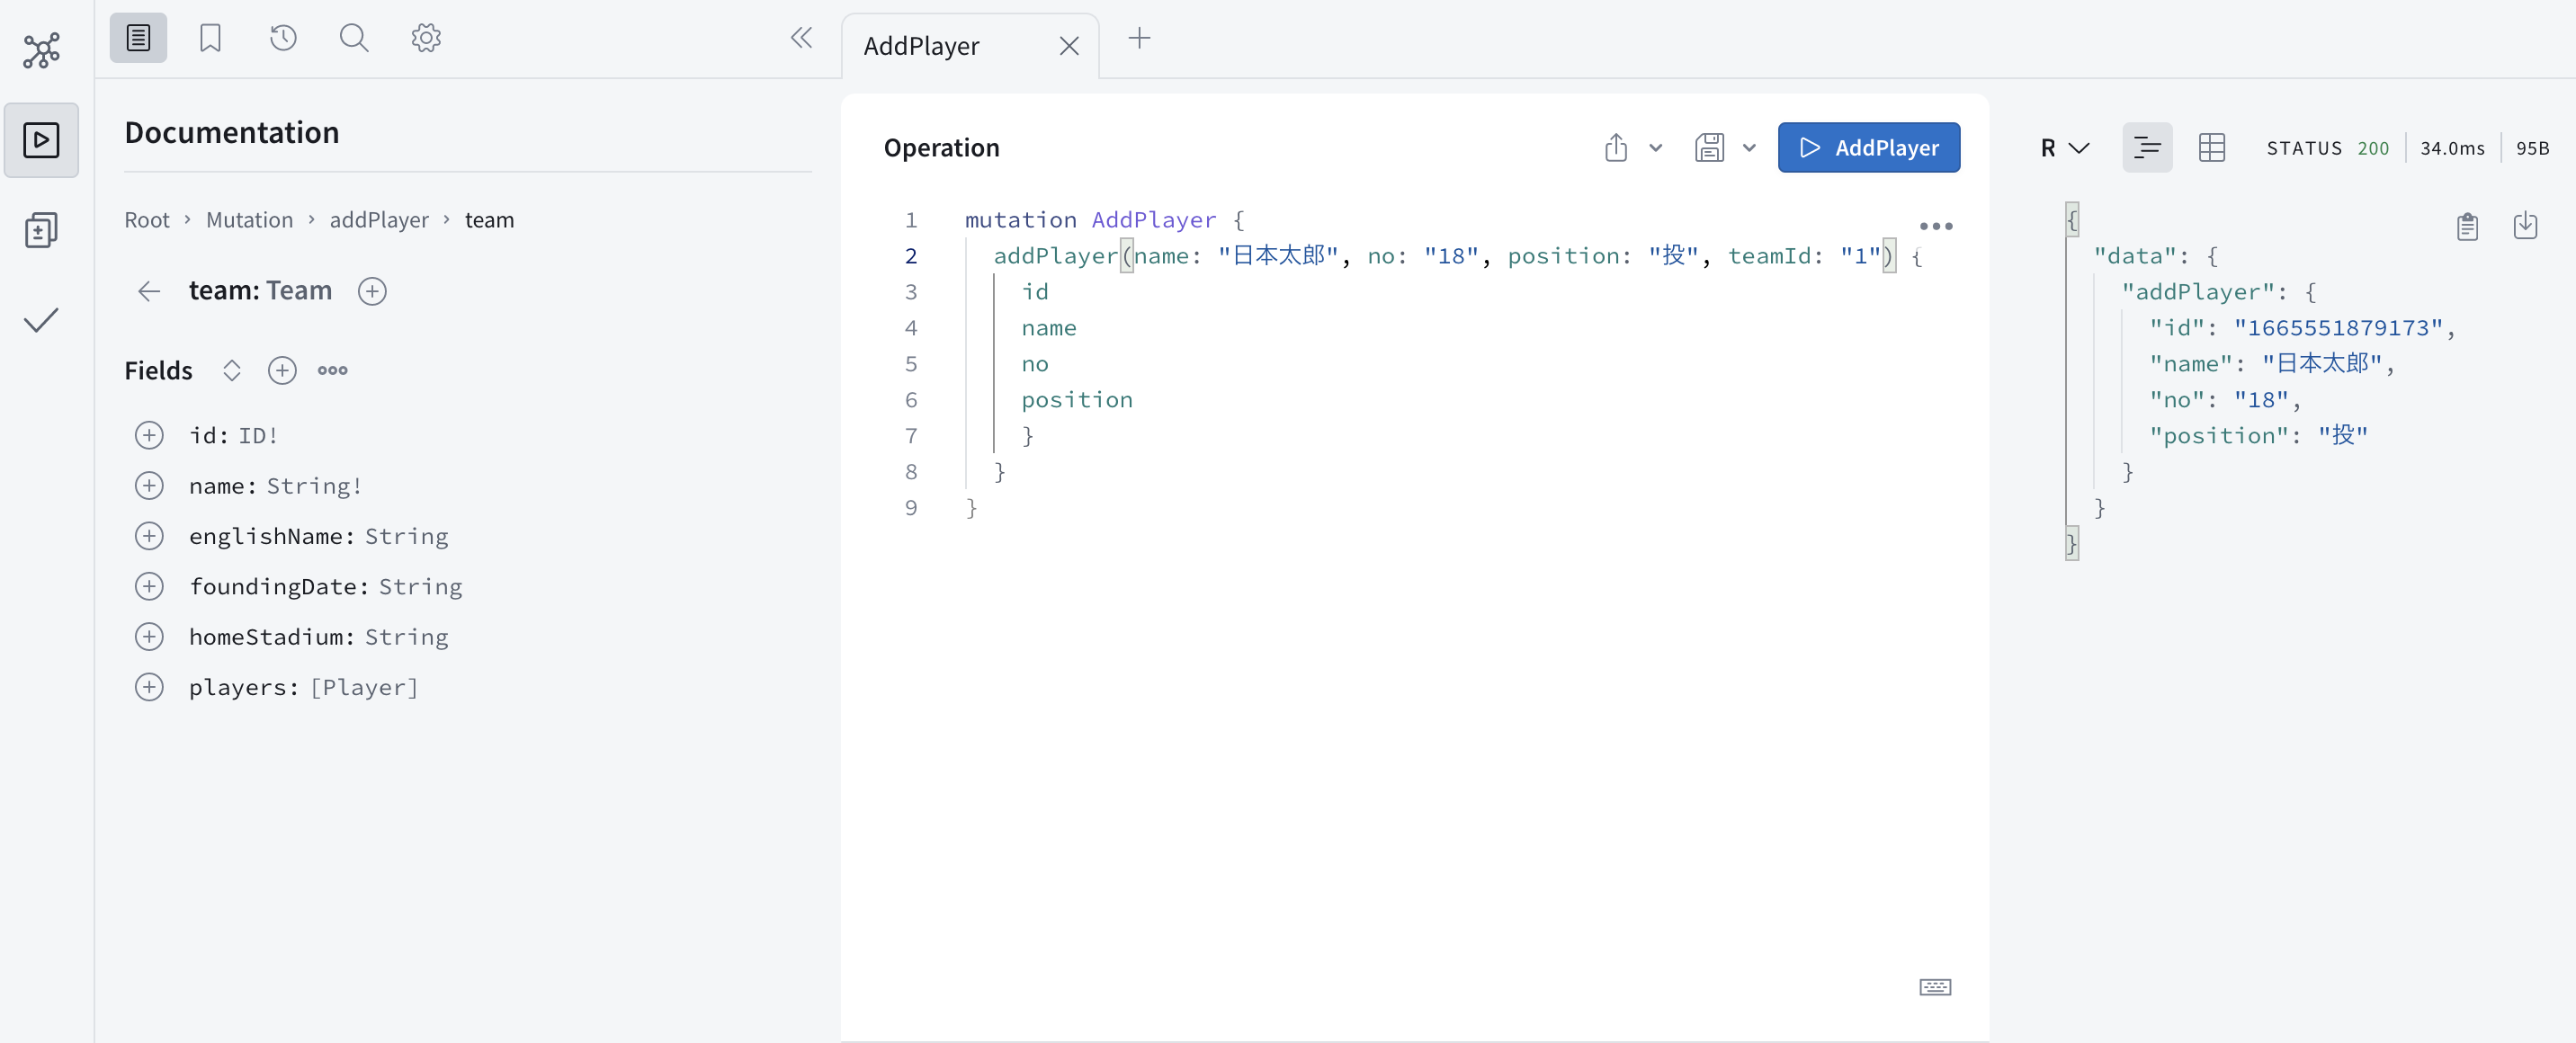 AddPlayer
Documentation
Root › Mutation › addPlayer › team
team: Team
Fields
id: ID!
name: String!
englishName: String
foundingDate: String
homeStadium: String
players: [Player]
Operation
AddPlayer
1 mutation AddPlayer {
2 addPlayer(name: "日本太郎", no: "18", position: "投", teamId: "1") {
3 id
4 name
5 no
6 position
7 }
8 }
9 }
R
STATUS 200 34.0ms 95B
{
"data": {
"addPlayer": {
"id": "1665551879173",
"name": "日本太郎",
"no": "18",
"position": "投"
}
}
}